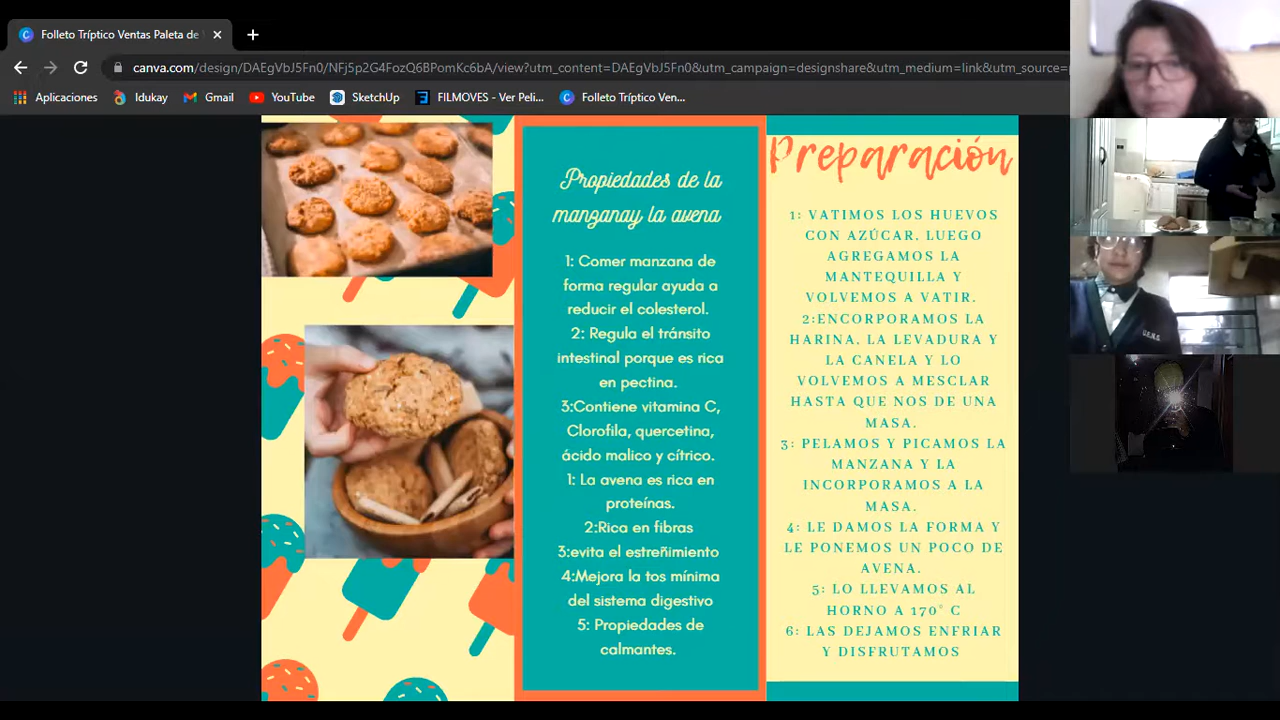 Folleto Tríptico Ventas Paleta de
canva.com/design/DAEgVbJ5Fn0/NFj5p2G4FozQ6BPomKc6bA/view?utm_content=DAEgVbJ5Fn0&utm_campaign=designshare&utm_medium=link&utm_source=
Aplicaciones
Idukay
Gmail
YouTube
SketchUp
FILMOVES - Ver Peli...
Folleto Tríptico Ven...
Propiedades de la
manzanay la avena
1: Comer manzana de
forma regular ayuda a
reducir el colesterol.
2: Regula el tránsito
intestinal porque es rica
en pectina.
3:Contiene vitamina C,
Clorofila, quercetina,
ácido malico y cítrico.
1: La avena es rica en
proteínas.
2:Rica en fibras
3:evita el estreñimiento
4:Mejora la tos mínima
del sistema digestivo
5: Propiedades de
calmantes.
Preparación
1: VATIMOS LOS HUEVOS
CON AZÚCAR, LUEGO
AGREGAMOS LA
MANTEQUILLA Y
VOLVEMOS A VATIR.
2:ENCORPORAMOS LA
HARINA, LA LEVADURA Y
LA CANELA Y LO
VOLVEMOS A MESCLAR
HASTA QUE NOS DE UNA
MASA.
3: PELAMOS Y PICAMOS LA
MANZANA Y LA
INCORPORAMOS A LA
MASA.
4: LE DAMOS LA FORMA Y
LE PONEMOS UN POCO DE
AVENA.
5: LO LLEVAMOS AL
HORNO A 170° C
6: LAS DEJAMOS ENFRIAR
Y DISFRUTAMOS